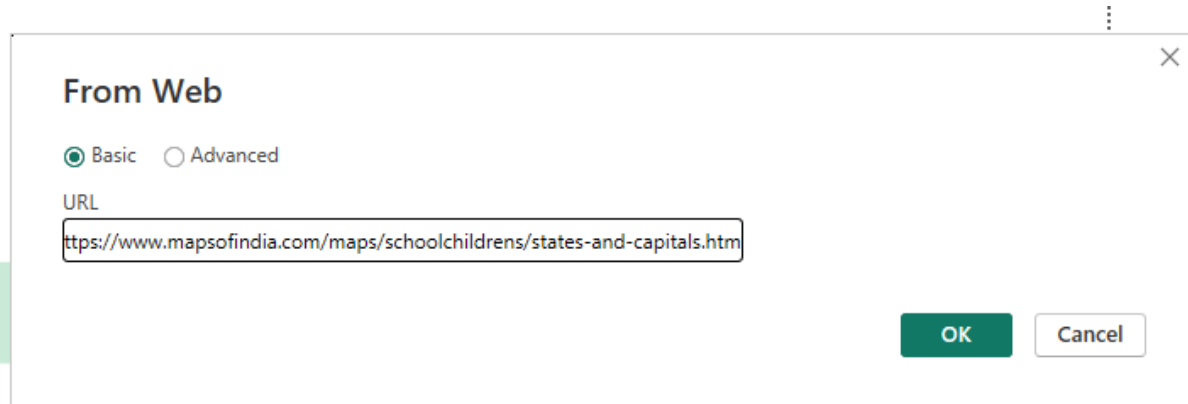 From Web
Basic Advanced
URL
ttps://www.mapsofindia.com/maps/schoolchildrens/states-and-capitals.htm
OK Cancel